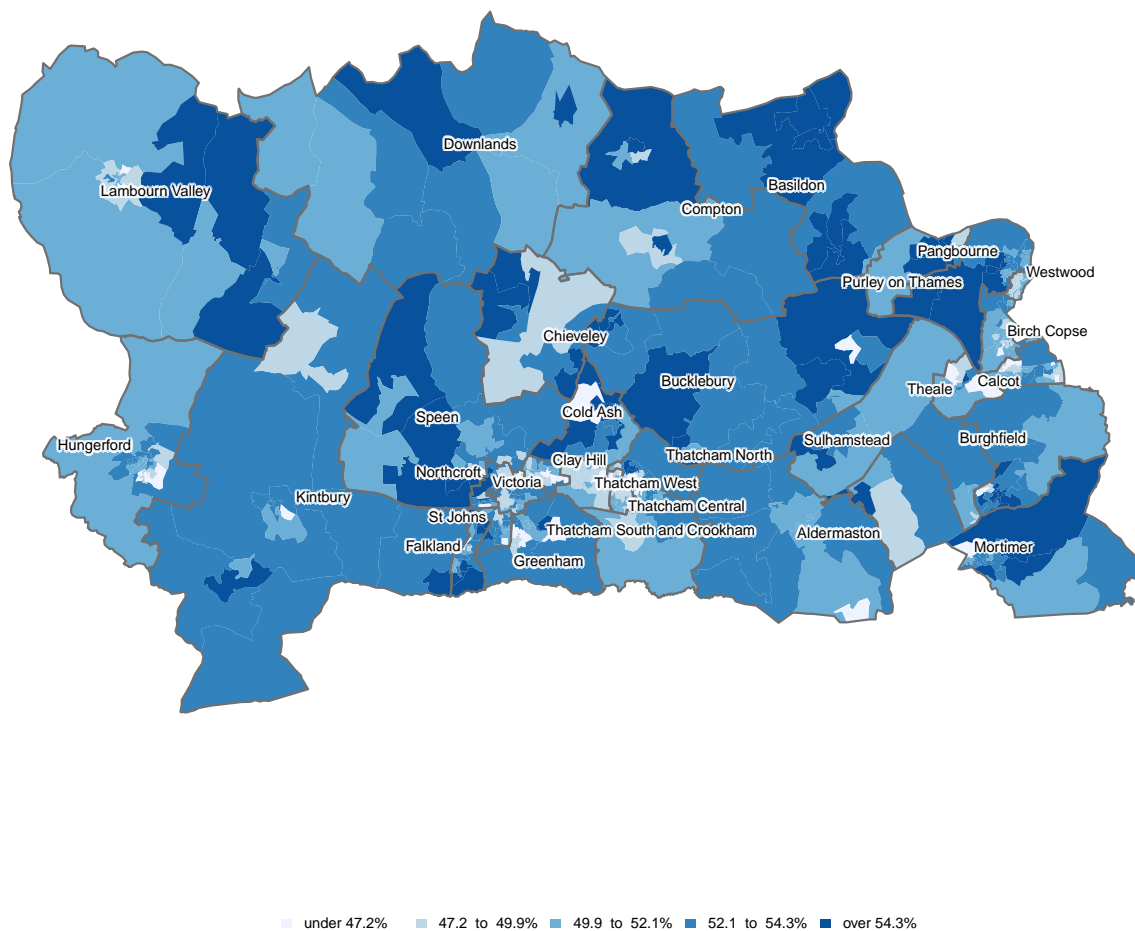 Downlands
Lambourn Valley
Basildon
Compton
Pangbourne
Westwood
Purley on Thames
Birch Copse
Chieveley
Bucklebury
Calcot
Theale
Cold Ash
Speen
Sulhamstead
Burghfield
Hungerford
Thatcham North
Clay Hill
Northcroft
Victoria
Thatcham West
Kintbury
Thatcham Central
St Johns
Thatcham South and Crookham
Aldermaston
Falkland
Mortimer
Greenham
under 47.2% 47.2 to 49.9% 49.9 to 52.1% 52.1 to 54.3% over 54.3%